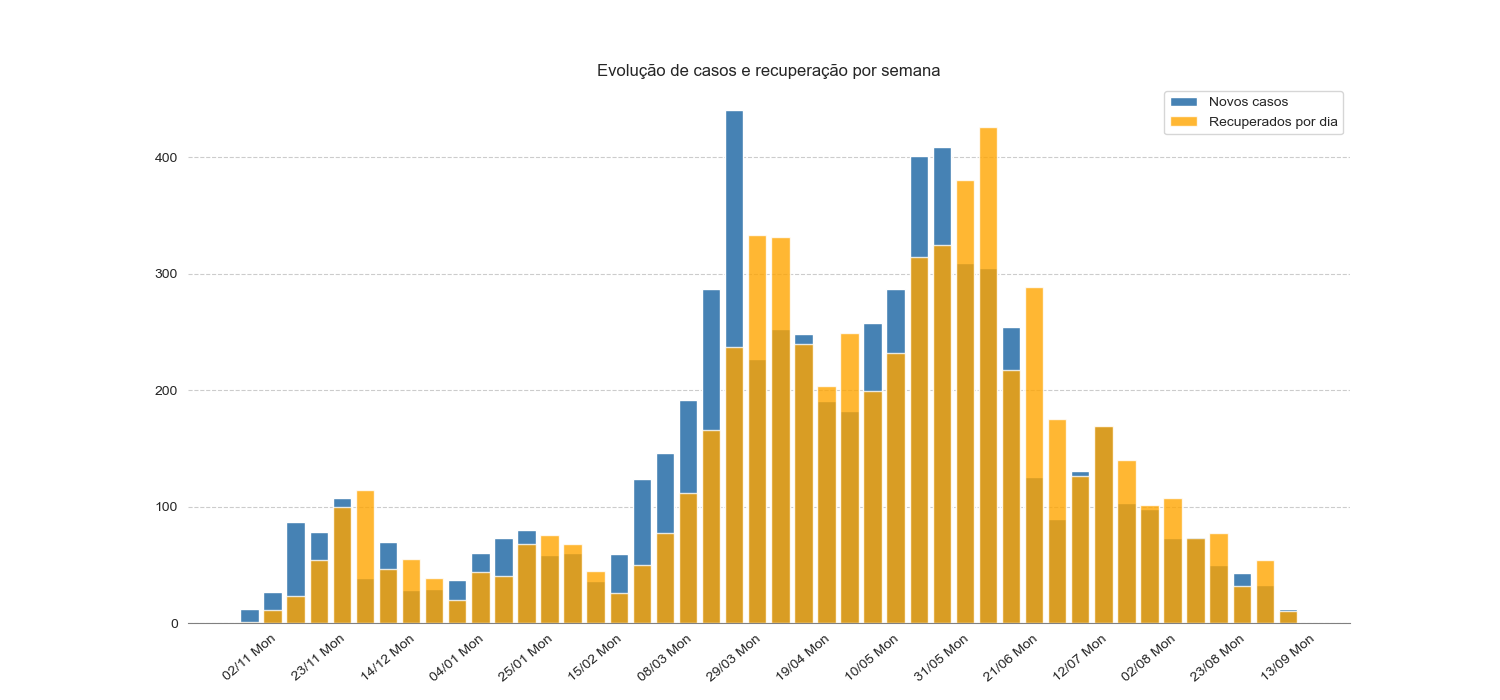 Evolução de casos e recuperação por semana
Novos casos
Recuperados por dia
400
300
200
100
0
02/11 Mon
23/11 Mon
14/12 Mon
04/01 Mon
25/01 Mon
15/02 Mon
08/03 Mon
29/03 Mon
19/04 Mon
10/05 Mon
31/05 Mon
21/06 Mon
12/07 Mon
02/08 Mon
23/08 Mon
13/09 Mon